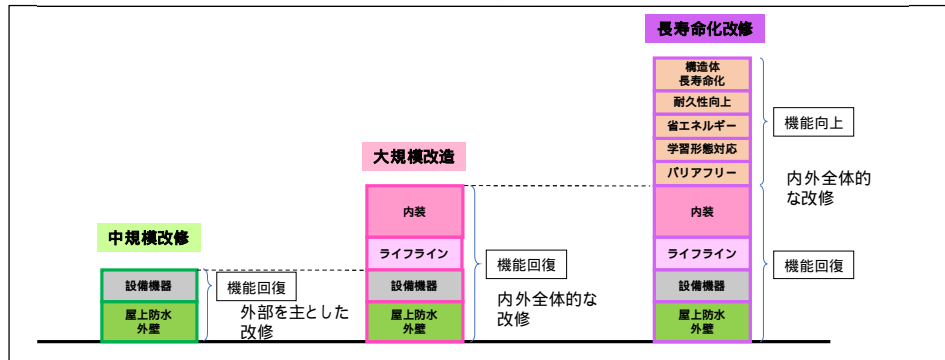 中規模改修
設備機器
屋上防水
外壁
機能回復
外部を主とした
改修
大規模改造
内装
ライフライン
設備機器
屋上防水
外壁
機能回復
内外全体的な
改修
長寿命化改修
構造体
長寿命化
耐久性向上
省エネルギー
学習形態対応
バリアフリー
内装
ライフライン
設備機器
屋上防水
外壁
機能向上
内外全体的
な改修
機能回復